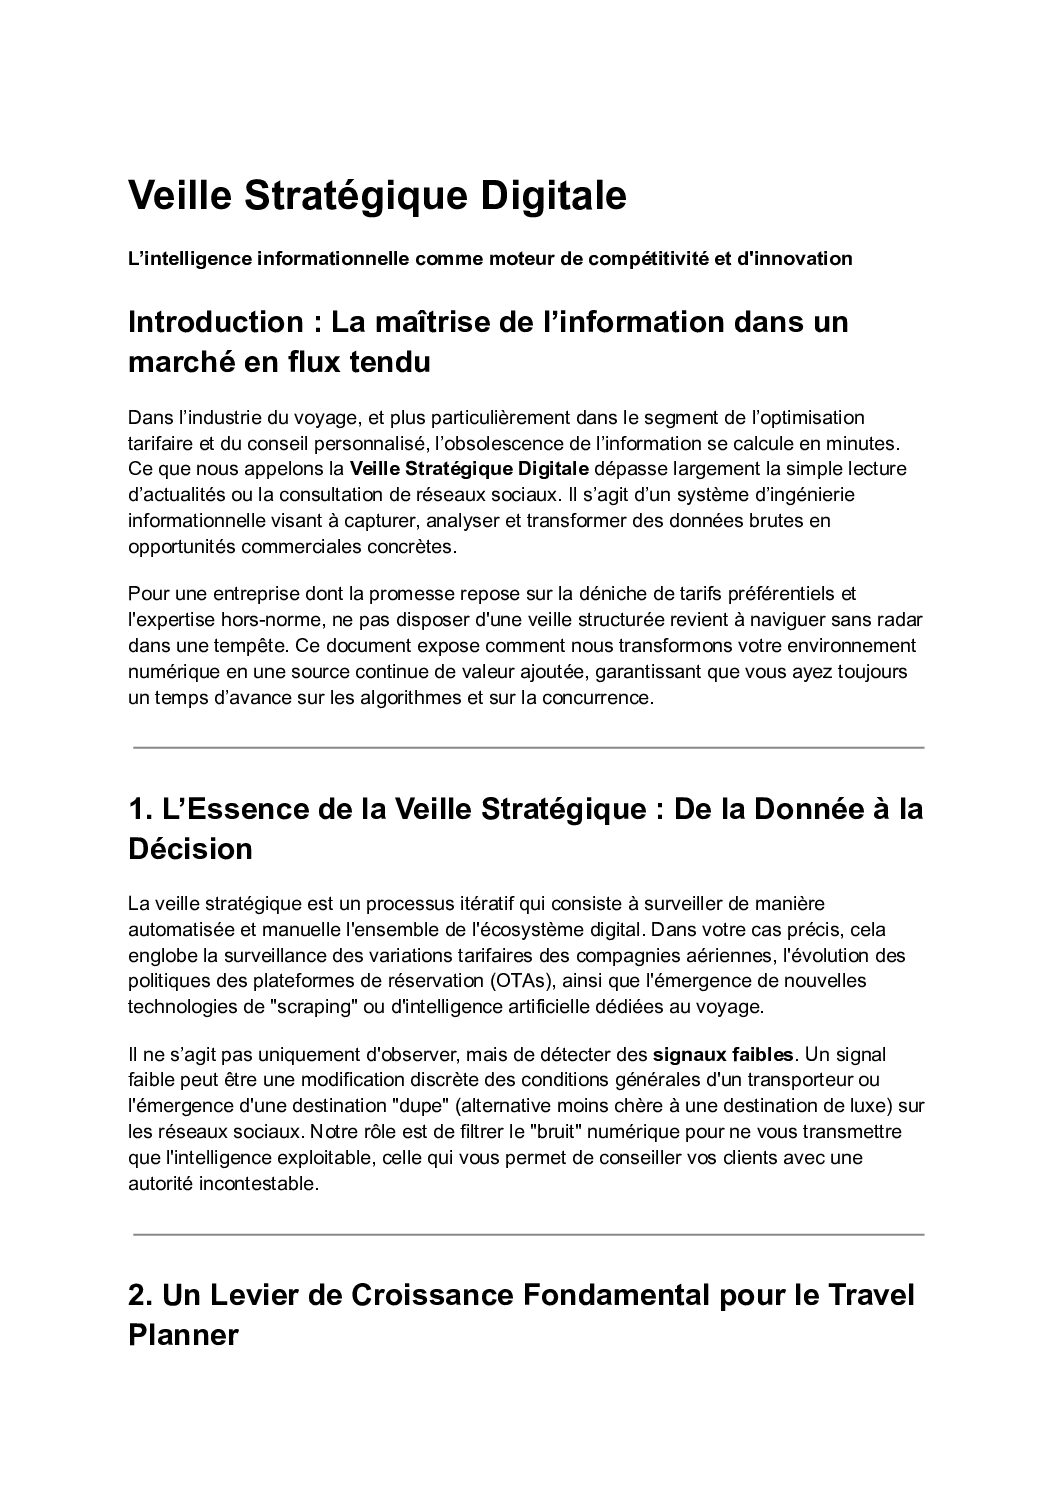 Veille Stratégique Digitale
L’intelligence informationnelle comme moteur de compétitivité et d'innovation
Introduction : La maîtrise de l’information dans un
marché en flux tendu
Dans l’industrie du voyage, et plus particulièrement dans le segment de l’optimisation
tarifaire et du conseil personnalisé, l’obsolescence de l’information se calcule en minutes.
Ce que nous appelons la Veille Stratégique Digitale dépasse largement la simple lecture
d’actualités ou la consultation de réseaux sociaux. Il s’agit d’un système d’ingénierie
informationnelle visant à capturer, analyser et transformer des données brutes en
opportunités commerciales concrètes.
Pour une entreprise dont la promesse repose sur la déniche de tarifs préférentiels et
l'expertise hors-norme, ne pas disposer d'une veille structurée revient à naviguer sans radar
dans une tempête. Ce document expose comment nous transformons votre environnement
numérique en une source continue de valeur ajoutée, garantissant que vous ayez toujours
un temps d’avance sur les algorithmes et sur la concurrence.
1. L’Essence de la Veille Stratégique : De la Donnée à la
Décision
La veille stratégique est un processus itératif qui consiste à surveiller de manière
automatisée et manuelle l'ensemble de l'écosystème digital. Dans votre cas précis, cela
englobe la surveillance des variations tarifaires des compagnies aériennes, l'évolution des
politiques des plateformes de réservation (OTAs), ainsi que l'émergence de nouvelles
technologies de "scraping" ou d'intelligence artificielle dédiées au voyage.
Il ne s’agit pas uniquement d'observer, mais de détecter des signaux faibles. Un signal
faible peut être une modification discrète des conditions générales d'un transporteur ou
l'émergence d'une destination "dupe" (alternative moins chère à une destination de luxe) sur
les réseaux sociaux. Notre rôle est de filtrer le "bruit" numérique pour ne vous transmettre
que l'intelligence exploitable, celle qui vous permet de conseiller vos clients avec une
autorité incontestable.
2. Un Levier de Croissance Fondamental pour le Travel
Planner